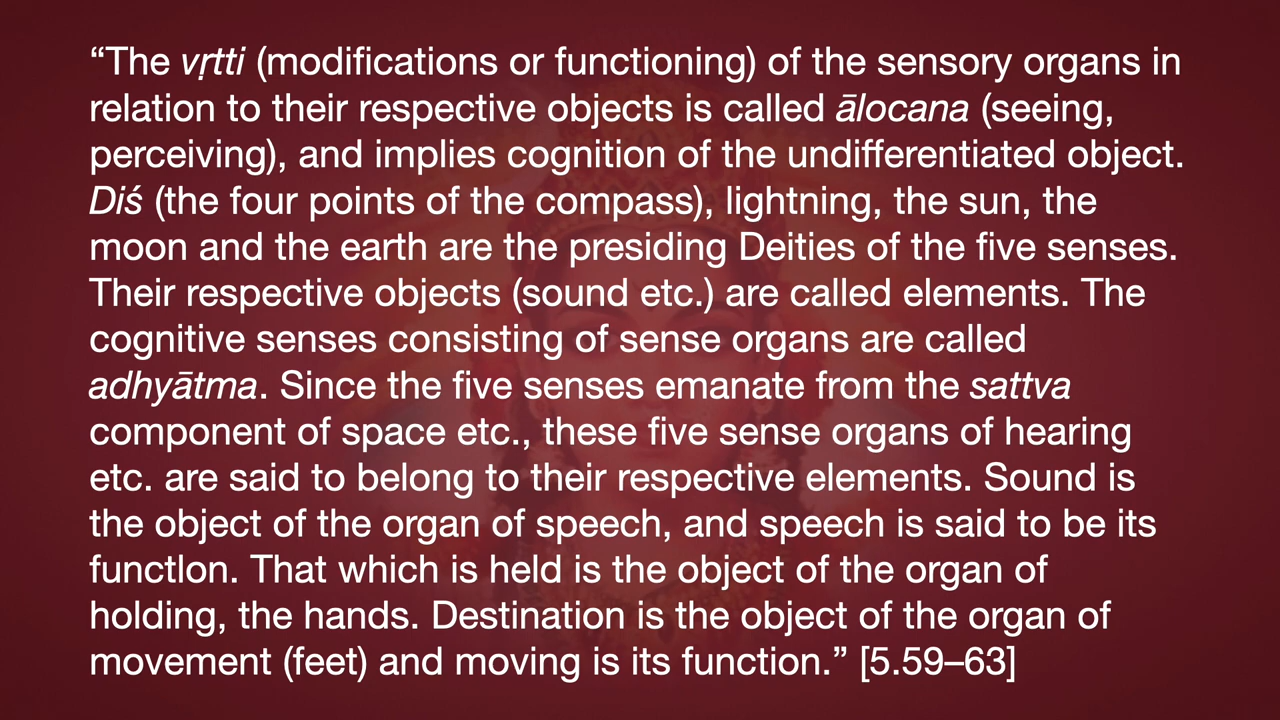 “The vṛtti (modifications or functioning) of the sensory organs in
relation to their respective objects is called ālocana (seeing,
perceiving), and implies cognition of the undifferentiated object.
Diś (the four points of the compass), lightning, the sun, the
moon and the earth are the presiding Deities of the five senses.
Their respective objects (sound etc.) are called elements. The
cognitive senses consisting of sense organs are called
adhyātma. Since the five senses emanate from the sattva
component of space etc., these five sense organs of hearing
etc. are said to belong to their respective elements. Sound is
the object of the organ of speech, and speech is said to be its
functlon. That which is held is the object of the organ of
holding, the hands. Destination is the object of the organ of
movement (feet) and moving is its function.” [5.59–63]